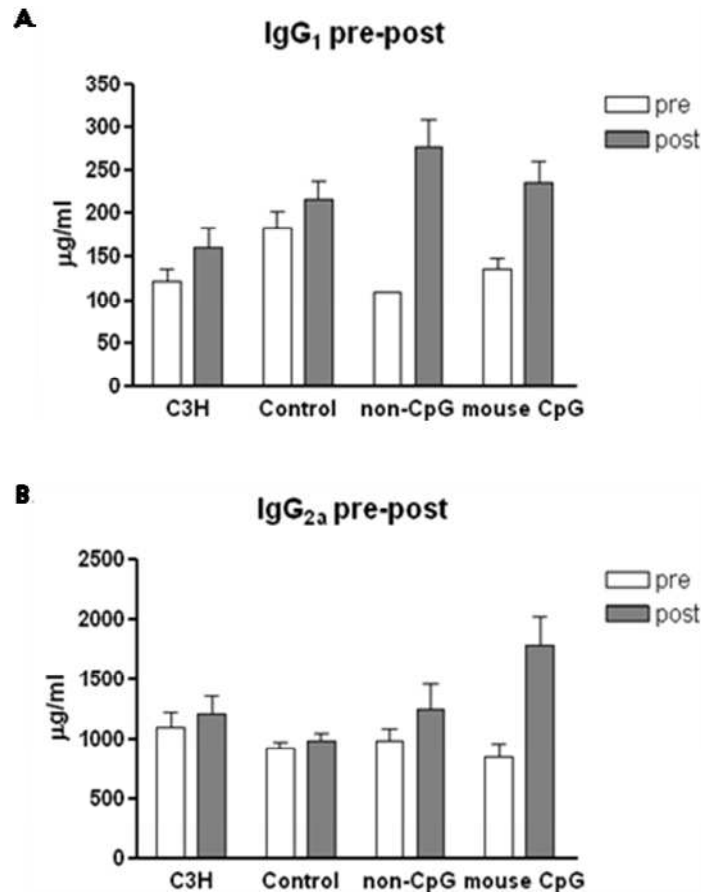 A.
IgG₁ pre-post
350
300
250
200
150
100
50
0
µg/ml
C3H Control non-CpG mouse CpG
pre
post
B.
IgG₂ₐ pre-post
2500
2000
1500
1000
500
0
µg/ml
C3H Control non-CpG mouse CpG
pre
post